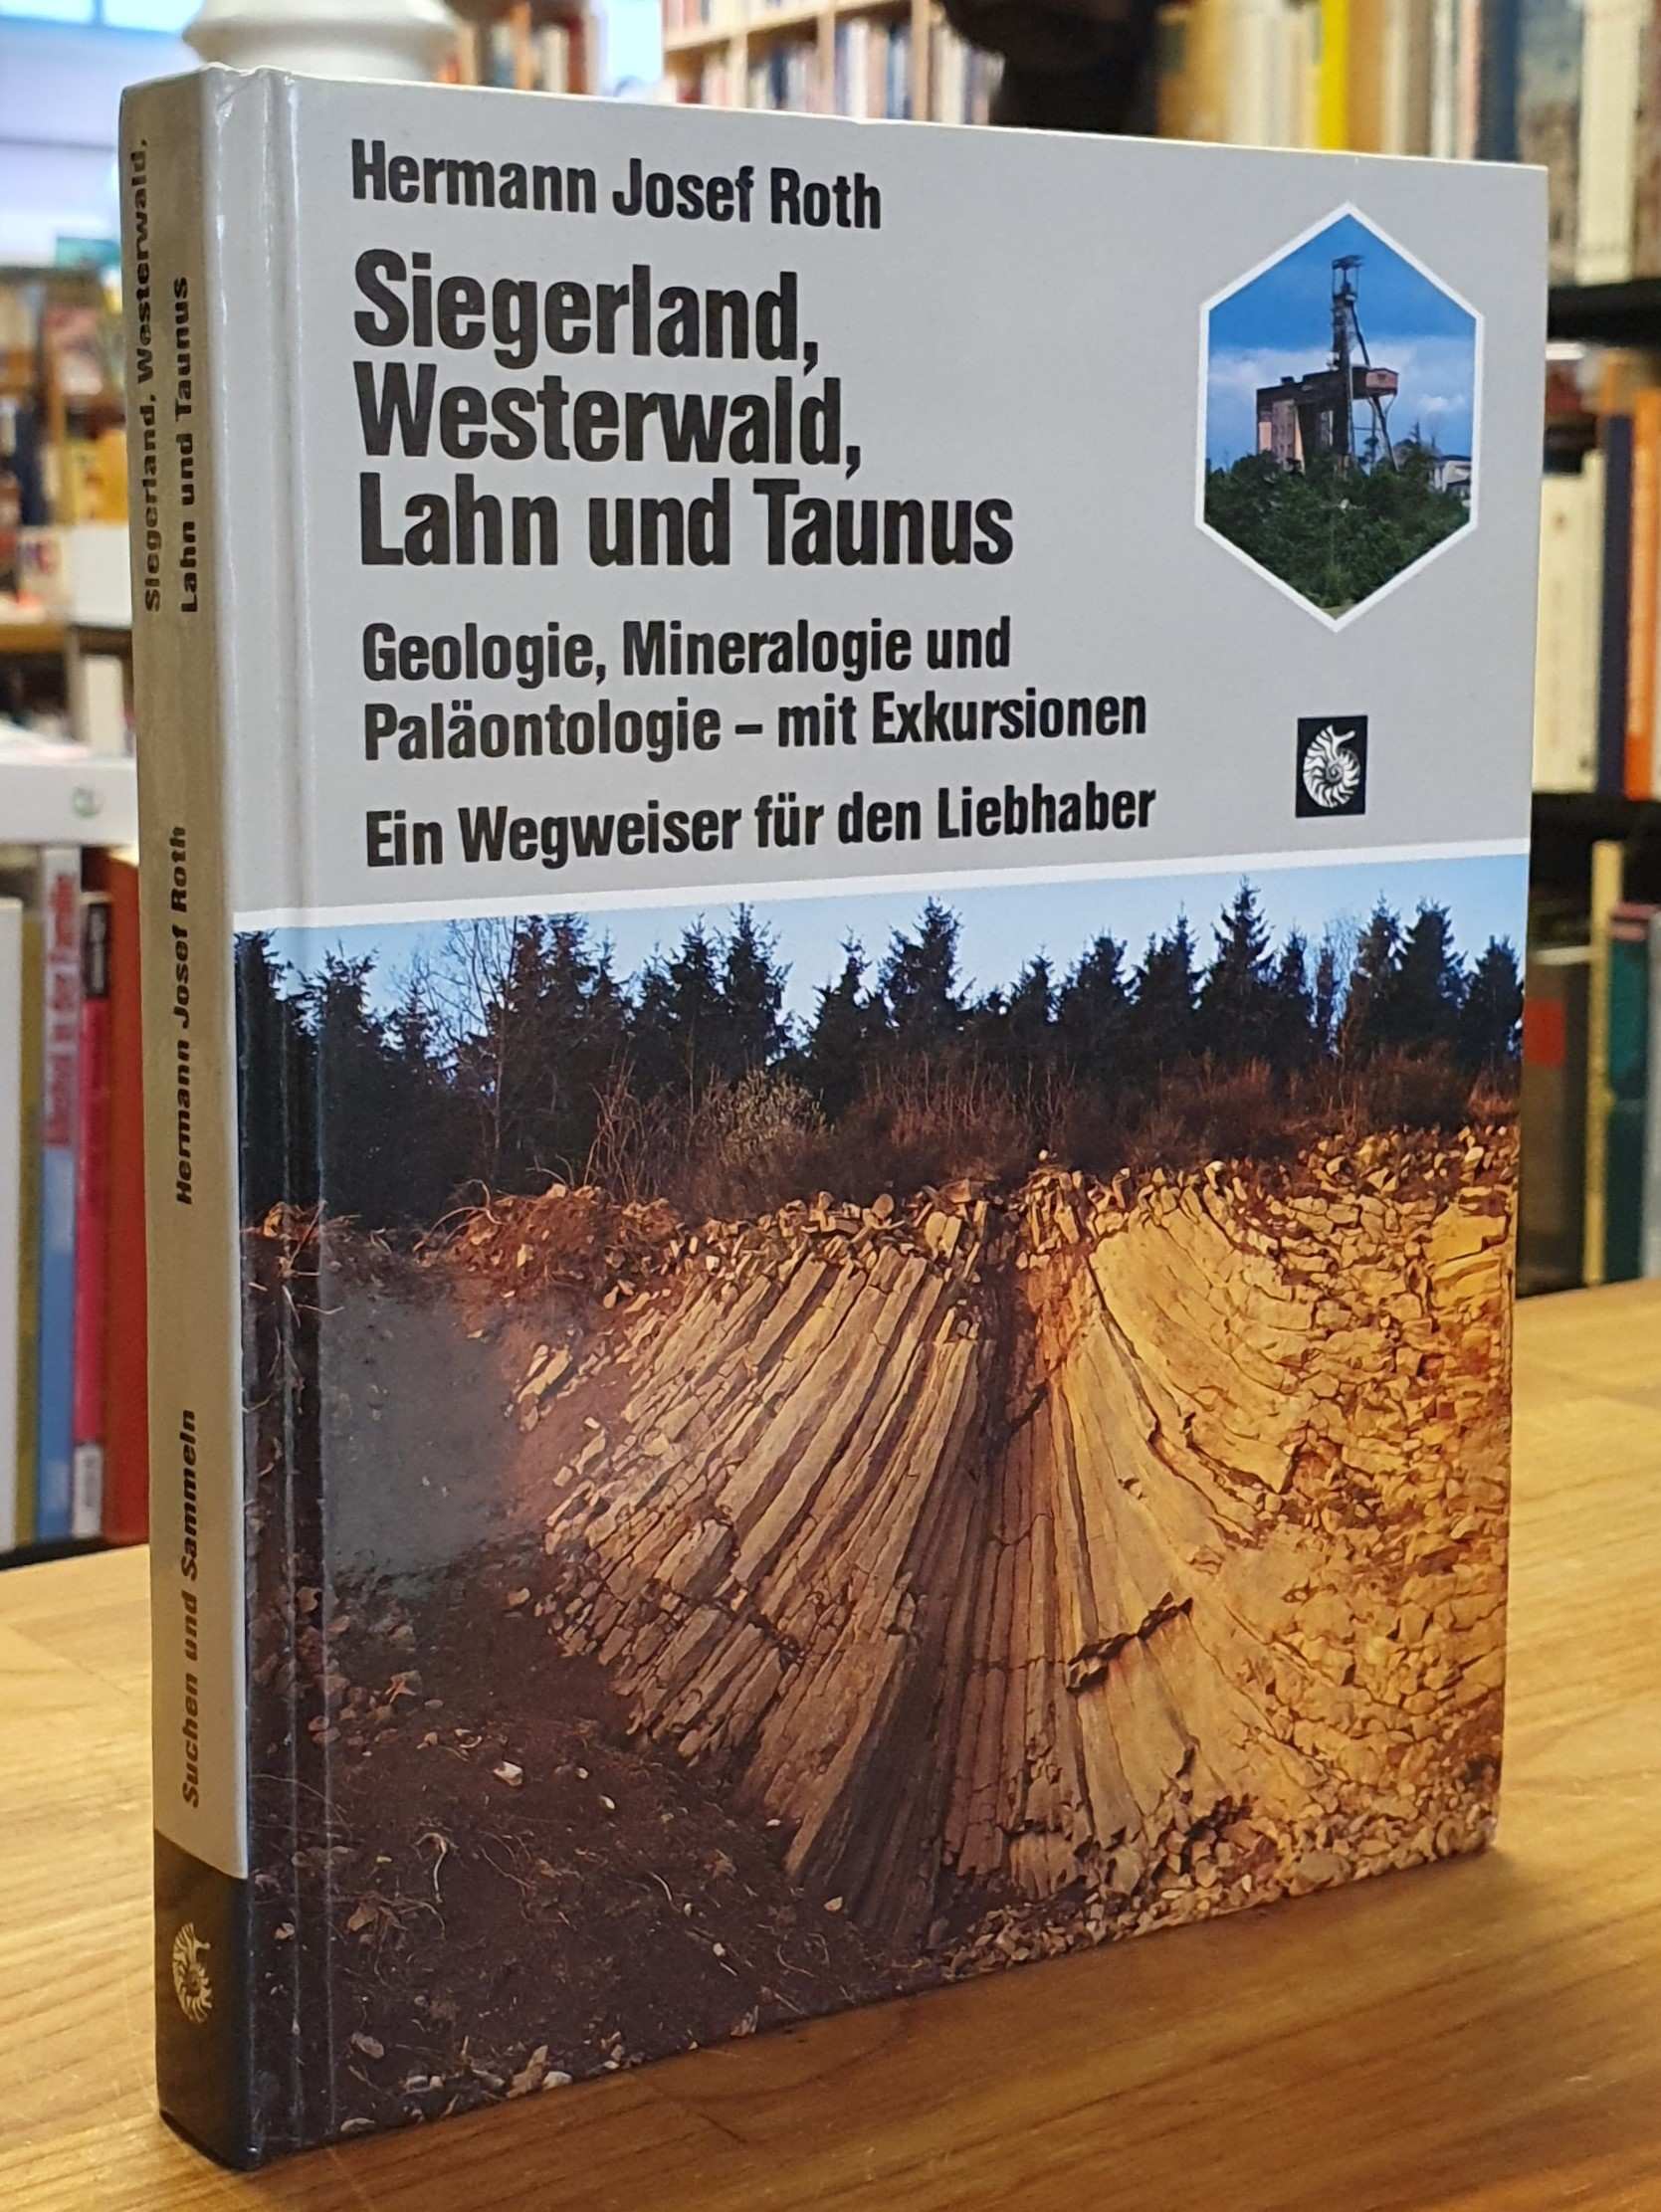 Hermann Josef Roth
Siegerland,
Westerwald,
Lahn und Taunus
Geologie, Mineralogie und
Paläontologie – mit Exkursionen
Ein Wegweiser für den Liebhaber
Siegerland, Westerwald,
Lahn und Taunus
Hermann Josef Roth
Suchen und Sammeln